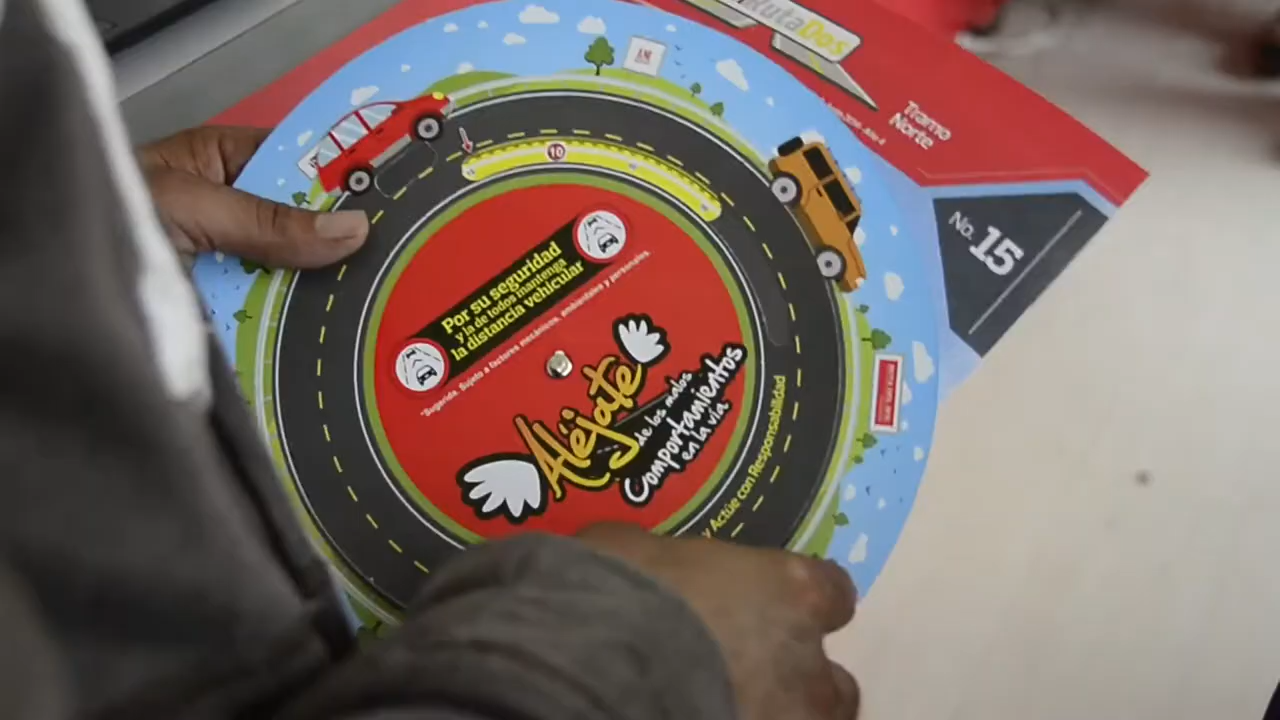 RutaDos
Tramo
Norte
No. 15
10
Por su seguridad
y la de todos mantenga
la distancia vehicular
*Sugerida. Sujeto a factores mecánicos, ambientales y personales.
Aléjate
de los malos
Comportamientos
en la vía
y Actúe con Responsabilidad